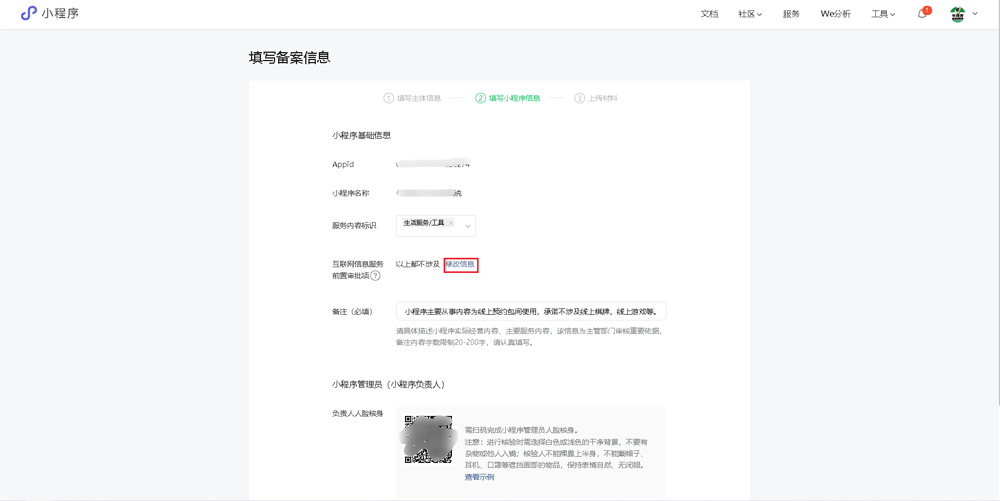 小程序
文档
社区
服务
We分析
工具
1
填写备案信息
1 填写主体信息
2 填写小程序信息
3 上传材料
小程序基础信息
Appid
小程序名称
统
服务内容标识
生活服务/工具 ×
互联网信息服务
前置审批项 ?
以上都不涉及 修改信息
备注（必填）
小程序主要从事内容为线上预约包间使用，承诺不涉及线上棋牌，线上游戏等。
请具体描述小程序实际经营内容、主要服务内容，该信息为主管部门审核重要依据，
备注内容字数限制20-200字，请认真填写。
小程序管理员（小程序负责人）
负责人人脸核身
需扫码完成小程序管理员人脸核身。
注意：进行核验时需选择白色或浅色的干净背景，不要有
杂物或他人入镜；核验人不能裸露上半身，不能戴帽子、
耳机、口罩等遮挡面部的物品，保持表情自然、无闭眼。
查看示例